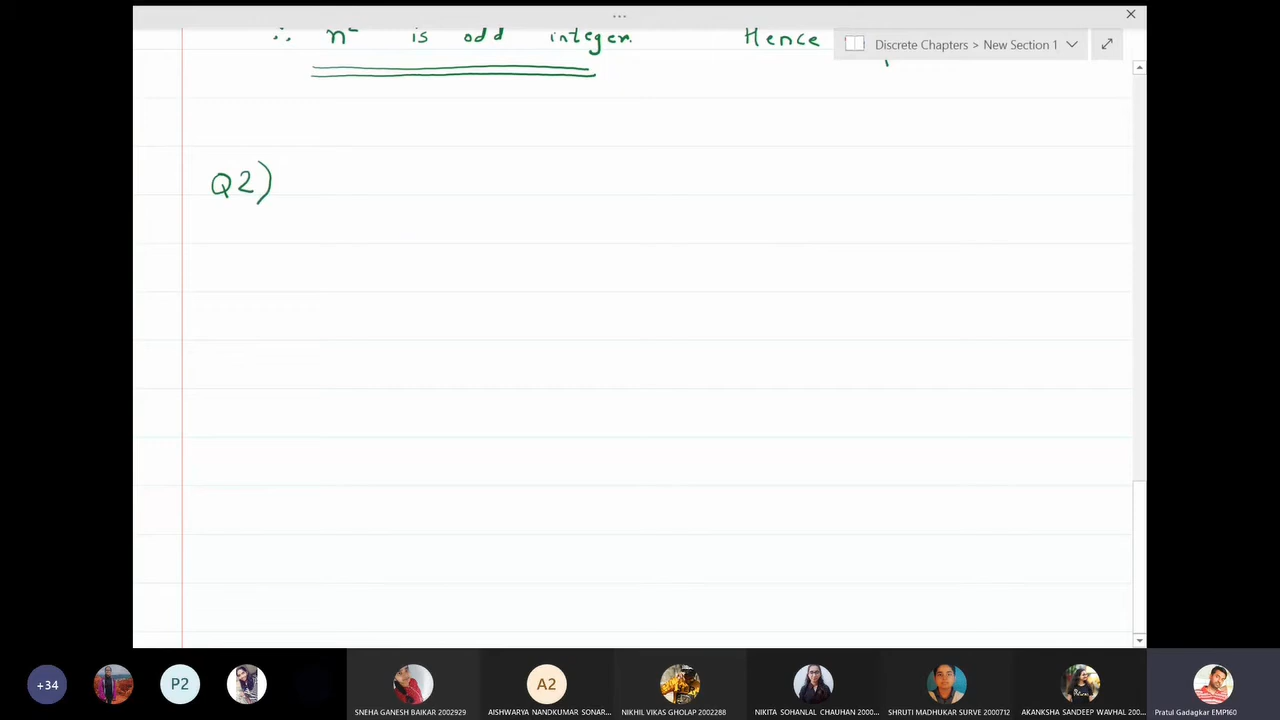 ∴ n² is odd integer. Hence
Discrete Chapters > New Section 1
Q2)
+34
P2
A2
SNEHA GANESH BAIKAR 2002929
AISHWARYA NANDKUMAR SONAR...
NIKHIL VIKAS GHOLAP 2002288
NIKITA SOHANLAL CHAUHAN 2000...
SHRUTI MADHUKAR SURVE 2000712
AKANKSHA SANDEEP WAVHAL 200...
Pratul Gadagkar EMP160